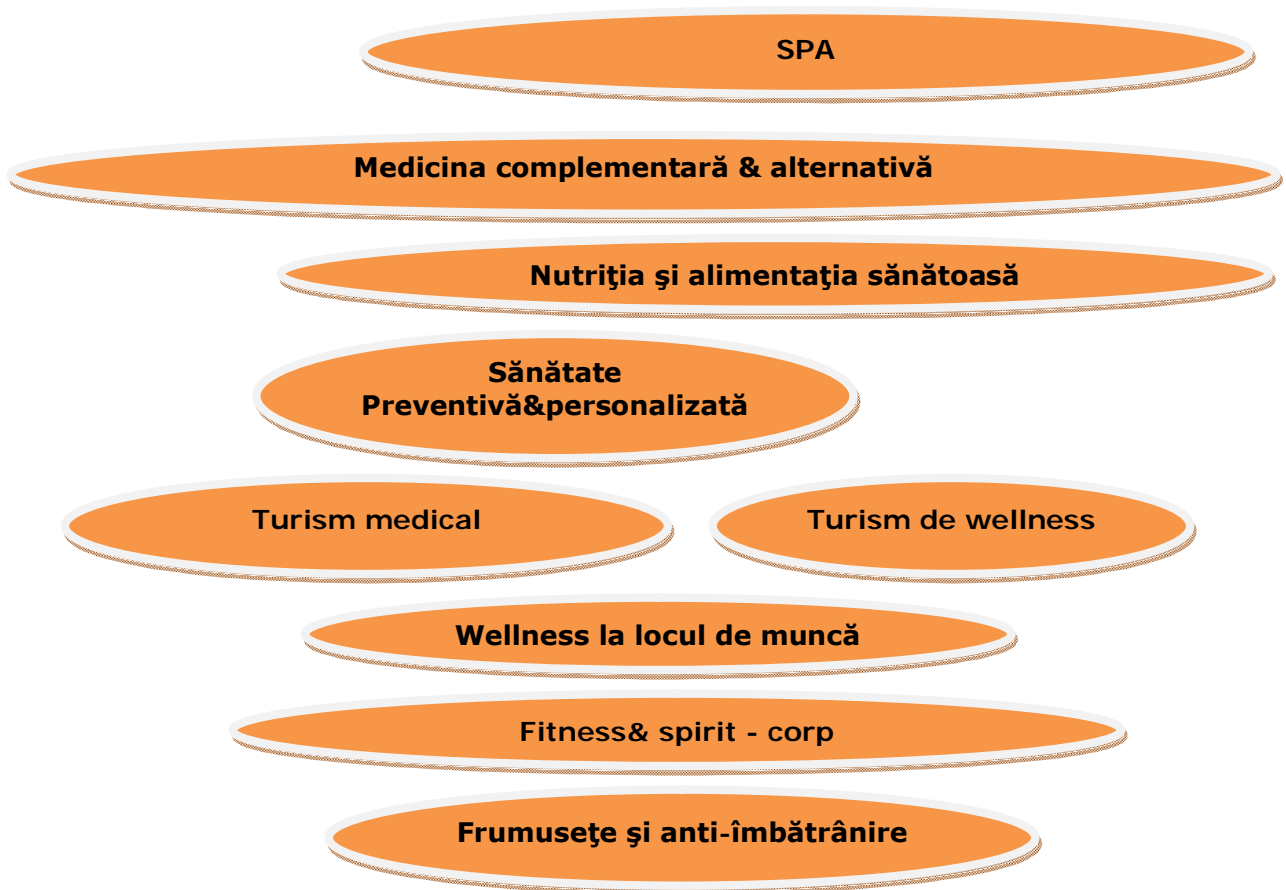 SPA
Medicina complementară & alternativă
Nutriţia şi alimentaţia sănătoasă
Sănătate
Preventivă&personalizată
Turism medical
Turism de wellness
Wellness la locul de muncă
Fitness& spirit - corp
Frumuseţe şi anti-îmbătrânire